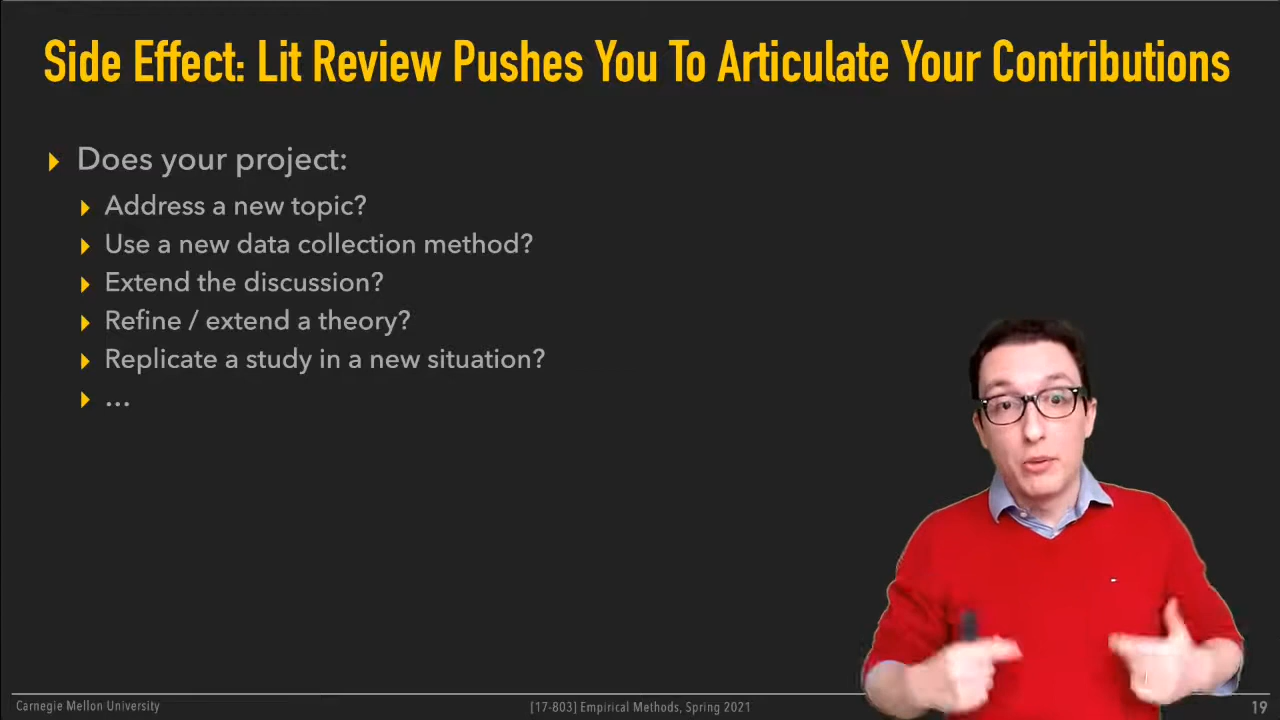 Side Effect: Lit Review Pushes You To Articulate Your Contributions
Does your project:
Address a new topic?
Use a new data collection method?
Extend the discussion?
Refine / extend a theory?
Replicate a study in a new situation?
...
Carnegie Mellon University
[17-803] Empirical Methods, Spring 2021
19